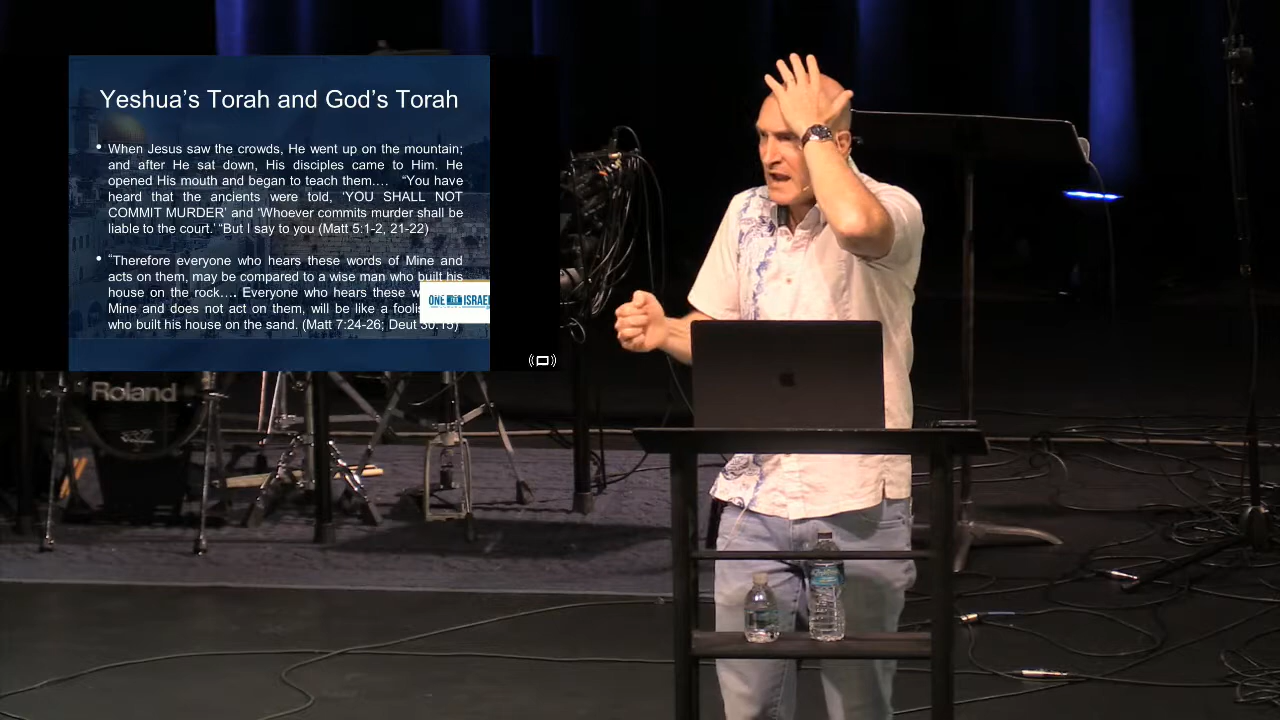 Yeshua’s Torah and God’s Torah
• When Jesus saw the crowds, He went up on the mountain;
and after He sat down, His disciples came to Him. He
opened His mouth and began to teach them.… “You have
heard that the ancients were told, ‘YOU SHALL NOT
COMMIT MURDER’ and ‘Whoever commits murder shall be
liable to the court.’ “But I say to you (Matt 5:1-2, 21-22)
• “Therefore everyone who hears these words of Mine and
acts on them, may be compared to a wise man who built his
house on the rock.… Everyone who hears these
Mine and does not act on them, will be like a
who built his house on the sand. (Matt 7:24-26; Deut 30:15)
ONE ISRAEL
Roland